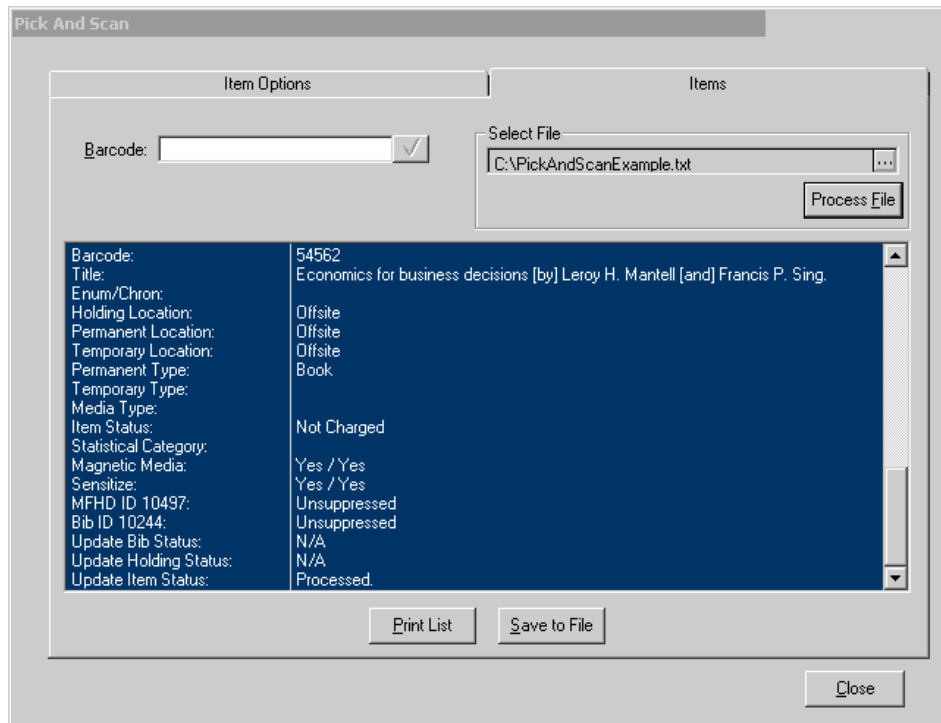 Pick And Scan
Item Options
Items
Barcode:
Select File
C:\PickAndScanExample.txt
...
Process File
Barcode: 54562
Title: Economics for business decisions [by] Leroy H. Mantell [and] Francis P. Sing.
Enum/Chron:
Holding Location: Offsite
Permanent Location: Offsite
Temporary Location: Offsite
Permanent Type: Book
Temporary Type:
Media Type:
Item Status: Not Charged
Statistical Category:
Magnetic Media: Yes / Yes
Sensitize: Yes / Yes
MFHD ID 10497: Unsuppressed
Bib ID 10244: Unsuppressed
Update Bib Status: N/A
Update Holding Status: N/A
Update Item Status: Processed.
Print List
Save to File
Close